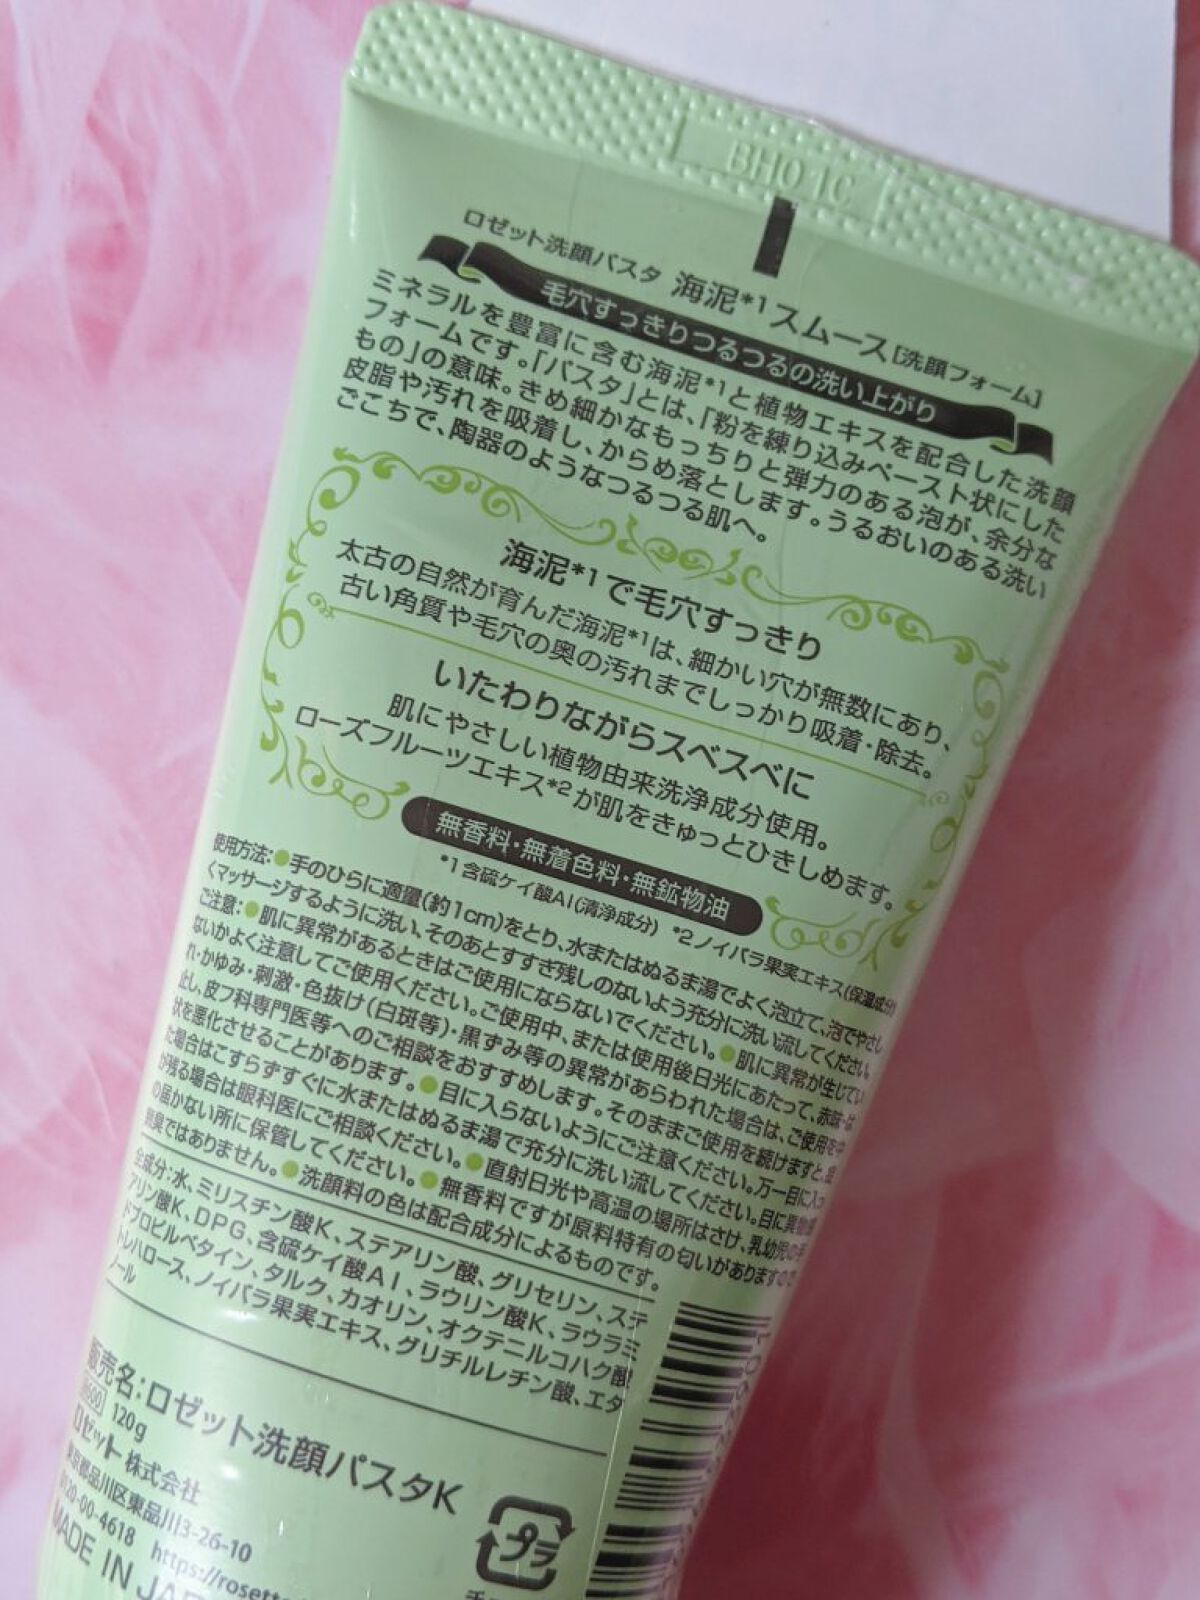 BH01C
ロゼット洗顔パスタ 海泥*1スムース[洗顔フォーム]
毛穴すっきりつるつるの洗い上がり
ミネラルを豊富に含む海泥*1と植物エキスを配合した洗顔
フォームです。「パスタ」とは、「粉を練り込みペースト状にした
もの」の意味。きめ細かなもっちりと弾力のある泡が、余分な
皮脂や汚れを吸着し、からめ落とします。うるおいのある洗い
ごこちで、陶器のようなつるつる肌へ。
海泥*1で毛穴すっきり
太古の自然が育んだ海泥*1は、細かい穴が無数にあり、
古い角質や毛穴の奥の汚れまでしっかり吸着・除去。
いたわりながらスベスベに
肌にやさしい植物由来洗浄成分使用。
ローズフルーツエキス*2が肌をきゅっとひきしめます。
無香料・無着色料・無鉱物油
*1 含硫ケイ酸Al(清浄成分) *2 ノイバラ果実エキス(保湿成分)
使用方法:●手のひらに適量(約1cm)をとり、水またはぬるま湯でよく泡立て、泡でやさし
くマッサージするように洗い、そのあとすすぎ残しのないよう充分に洗い流してください。
ご注意:●肌に異常があるときはご使用にならないでください。●肌に異常が生じてい
ないかよく注意してご使用ください。ご使用中、または使用後日光にあたって、赤味・は
れ・かゆみ・刺激・色抜け(白斑等)・黒ずみ等の異常があらわれた場合は、ご使用を中
止し、皮フ科専門医等へのご相談をおすすめします。そのままご使用を続けますと、症
状を悪化させることがあります。●目に入らないようにご注意ください。万一目に入っ
た場合はこすらずすぐに水またはぬるま湯で充分に洗い流してください。目に異物感
が残る場合は眼科医にご相談ください。●直射日光や高温の場所はさけ、乳幼児の手
の届かない所に保管してください。●無香料ですが原料特有の匂いがありますので
無臭ではありません。●洗顔料の色は配合成分によるものです。
全成分:水、ミリスチン酸K、ステアリン酸、グリセリン、ステ
アリン酸K、DPG、含硫ケイ酸Al、ラウリン酸K、ラウラミ
ドプロピルベタイン、タルク、カオリン、オクテニルコハク酸
トレハロース、ノイバラ果実エキス、グリチルレチン酸、エタ
ノール
販売名:ロゼット洗顔パスタK
120g
ロゼット株式会社
東京都品川区東品川3-26-10
0120-00-4618 https://rosette
MADE IN JA
プラ